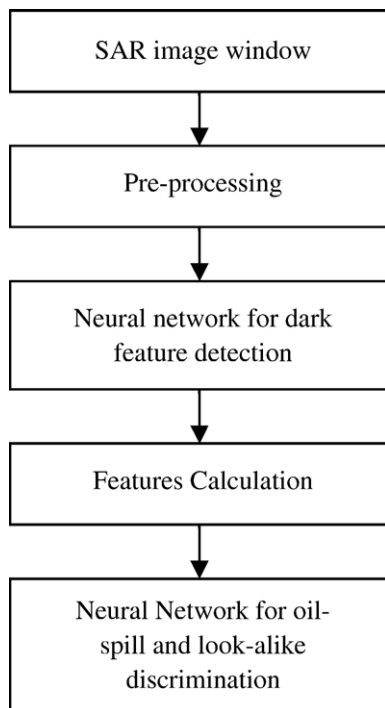 SAR image window
Pre-processing
Neural network for dark
feature detection
Features Calculation
Neural Network for oil-
spill and look-alike
discrimination